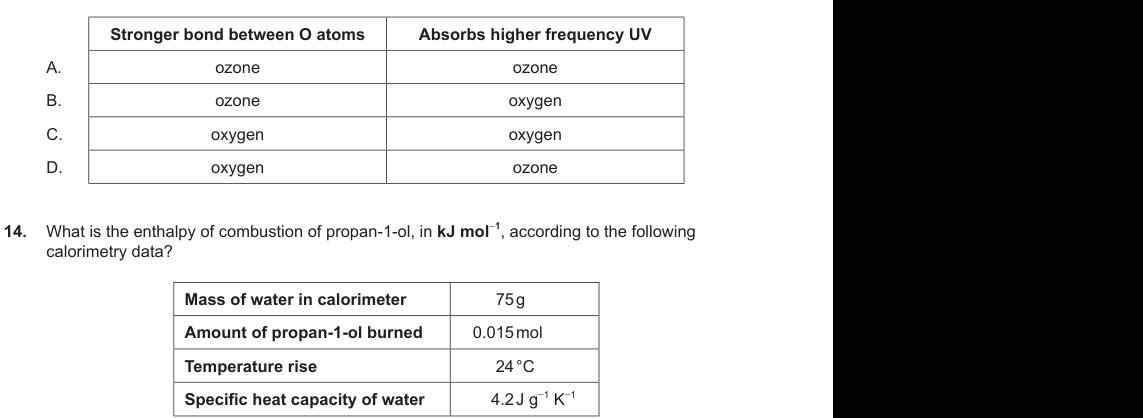 Stronger bond between O atoms Absorbs higher frequency UV
A. ozone ozone
B. ozone oxygen
C. oxygen oxygen
D. oxygen ozone
14. What is the enthalpy of combustion of propan-1-ol, in kJ mol⁻¹, according to the following
calorimetry data?
Mass of water in calorimeter 75 g
Amount of propan-1-ol burned 0.015 mol
Temperature rise 24 °C
Specific heat capacity of water 4.2 J g⁻¹ K⁻¹